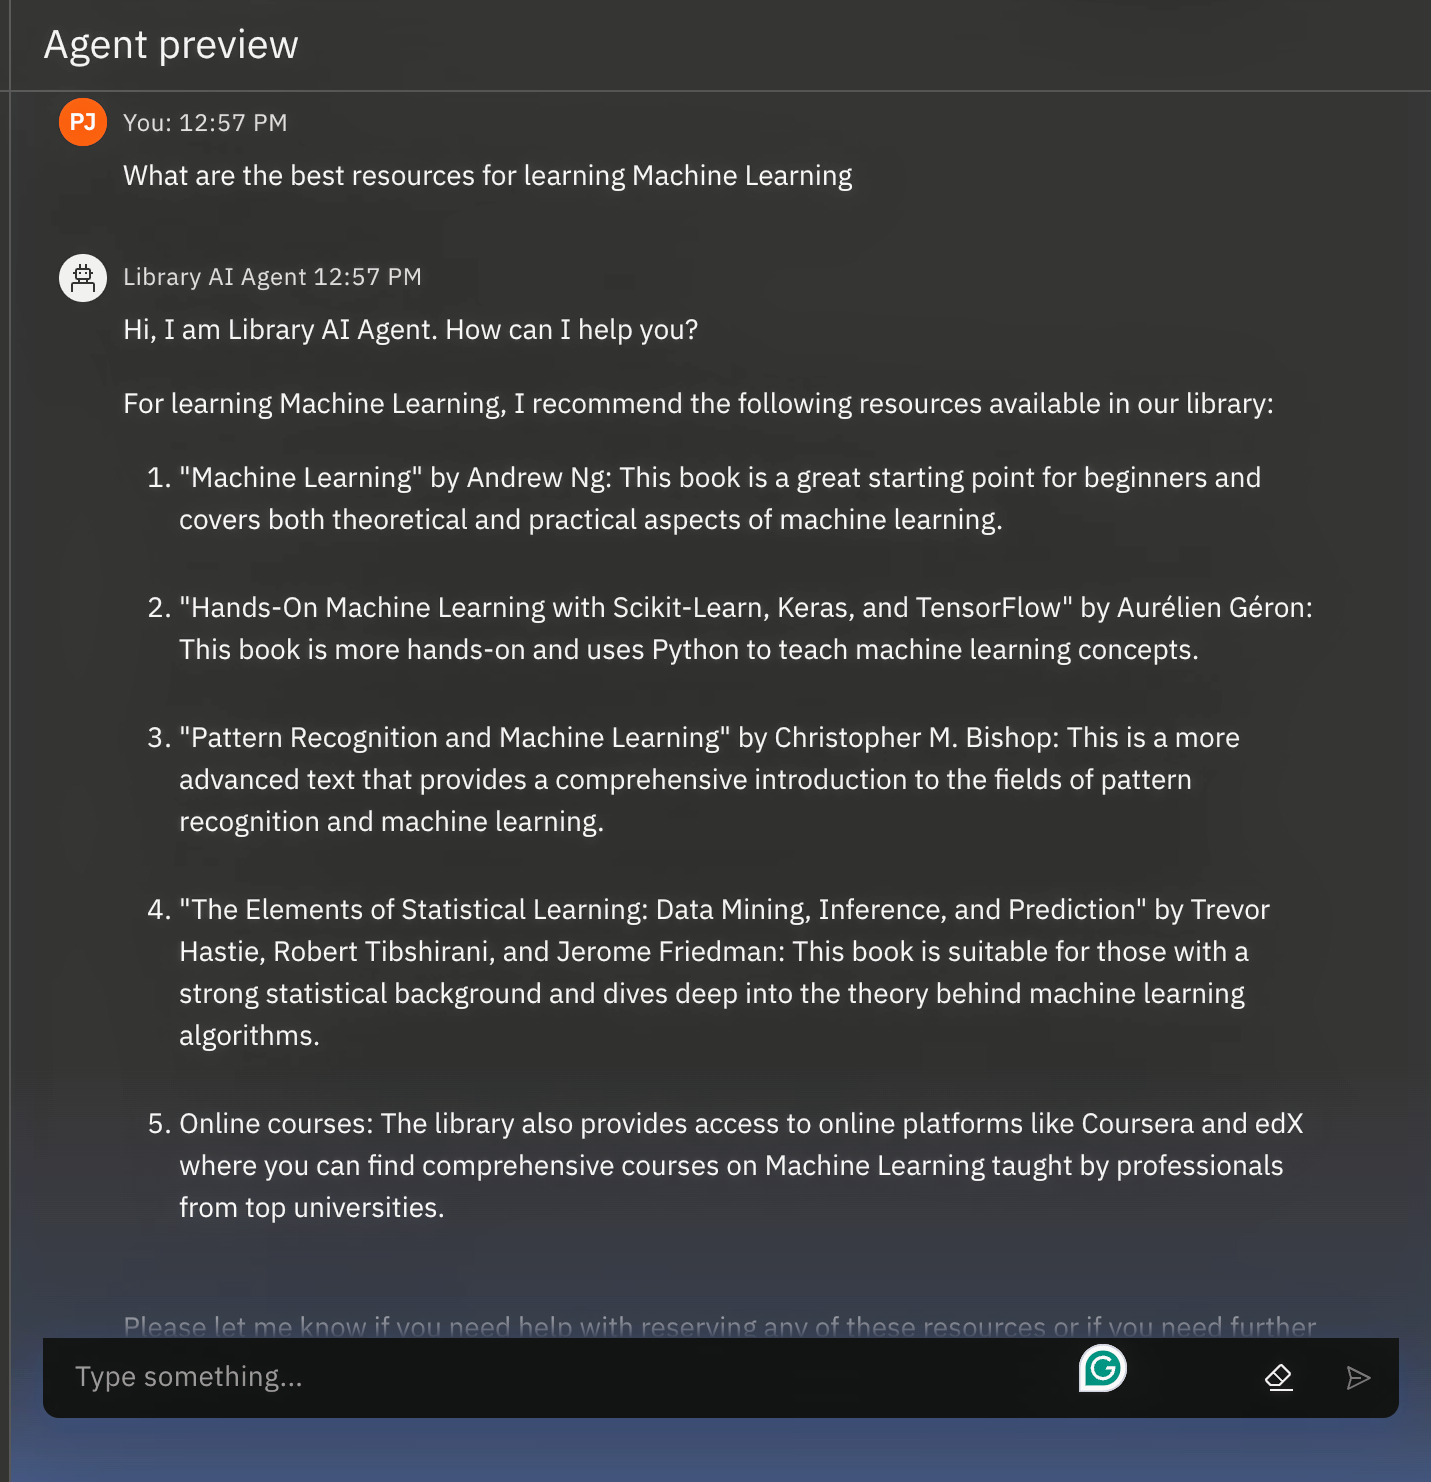 Agent preview
PJ
You: 12:57 PM
What are the best resources for learning Machine Learning
Library AI Agent 12:57 PM
Hi, I am Library AI Agent. How can I help you?
For learning Machine Learning, I recommend the following resources available in our library:
1. "Machine Learning" by Andrew Ng: This book is a great starting point for beginners and
covers both theoretical and practical aspects of machine learning.
2. "Hands-On Machine Learning with Scikit-Learn, Keras, and TensorFlow" by Aurélien Géron:
This book is more hands-on and uses Python to teach machine learning concepts.
3. "Pattern Recognition and Machine Learning" by Christopher M. Bishop: This is a more
advanced text that provides a comprehensive introduction to the fields of pattern
recognition and machine learning.
4. "The Elements of Statistical Learning: Data Mining, Inference, and Prediction" by Trevor
Hastie, Robert Tibshirani, and Jerome Friedman: This book is suitable for those with a
strong statistical background and dives deep into the theory behind machine learning
algorithms.
5. Online courses: The library also provides access to online platforms like Coursera and edX
where you can find comprehensive courses on Machine Learning taught by professionals
from top universities.
Please let me know if you need help with reserving any of these resources or if you need further
Type something...
G